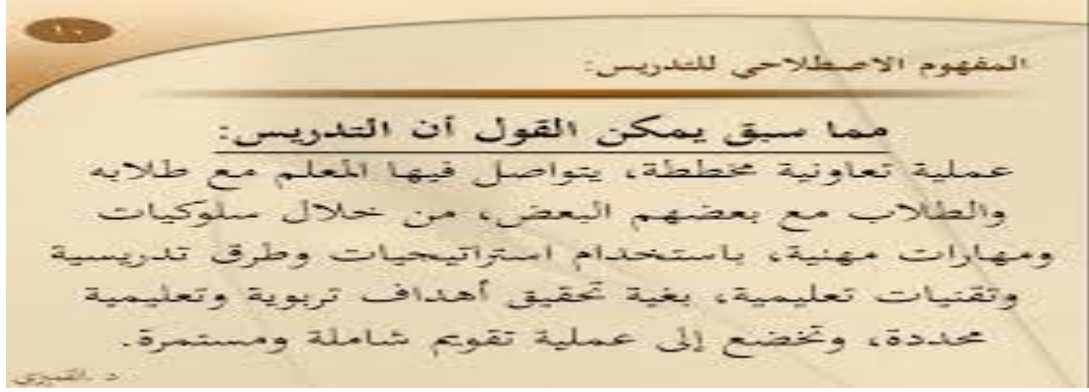 ١٠
المفهوم الاصطلاحي للتدريس:
مما سبق يمكن القول أن التدريس:
عملية تعاونية مخططة، يتواصل فيها المعلم مع طلابه
والطلاب مع بعضهم البعض، من خلال سلوكيات
ومهارات مهنية، باستخدام استراتيجيات وطرق تدريسية
وتقنيات تعليمية، بغية تحقيق أهداف تربوية وتعليمية
محددة، وتخضع إلى عملية تقويم شاملة ومستمرة.
د .القميزي